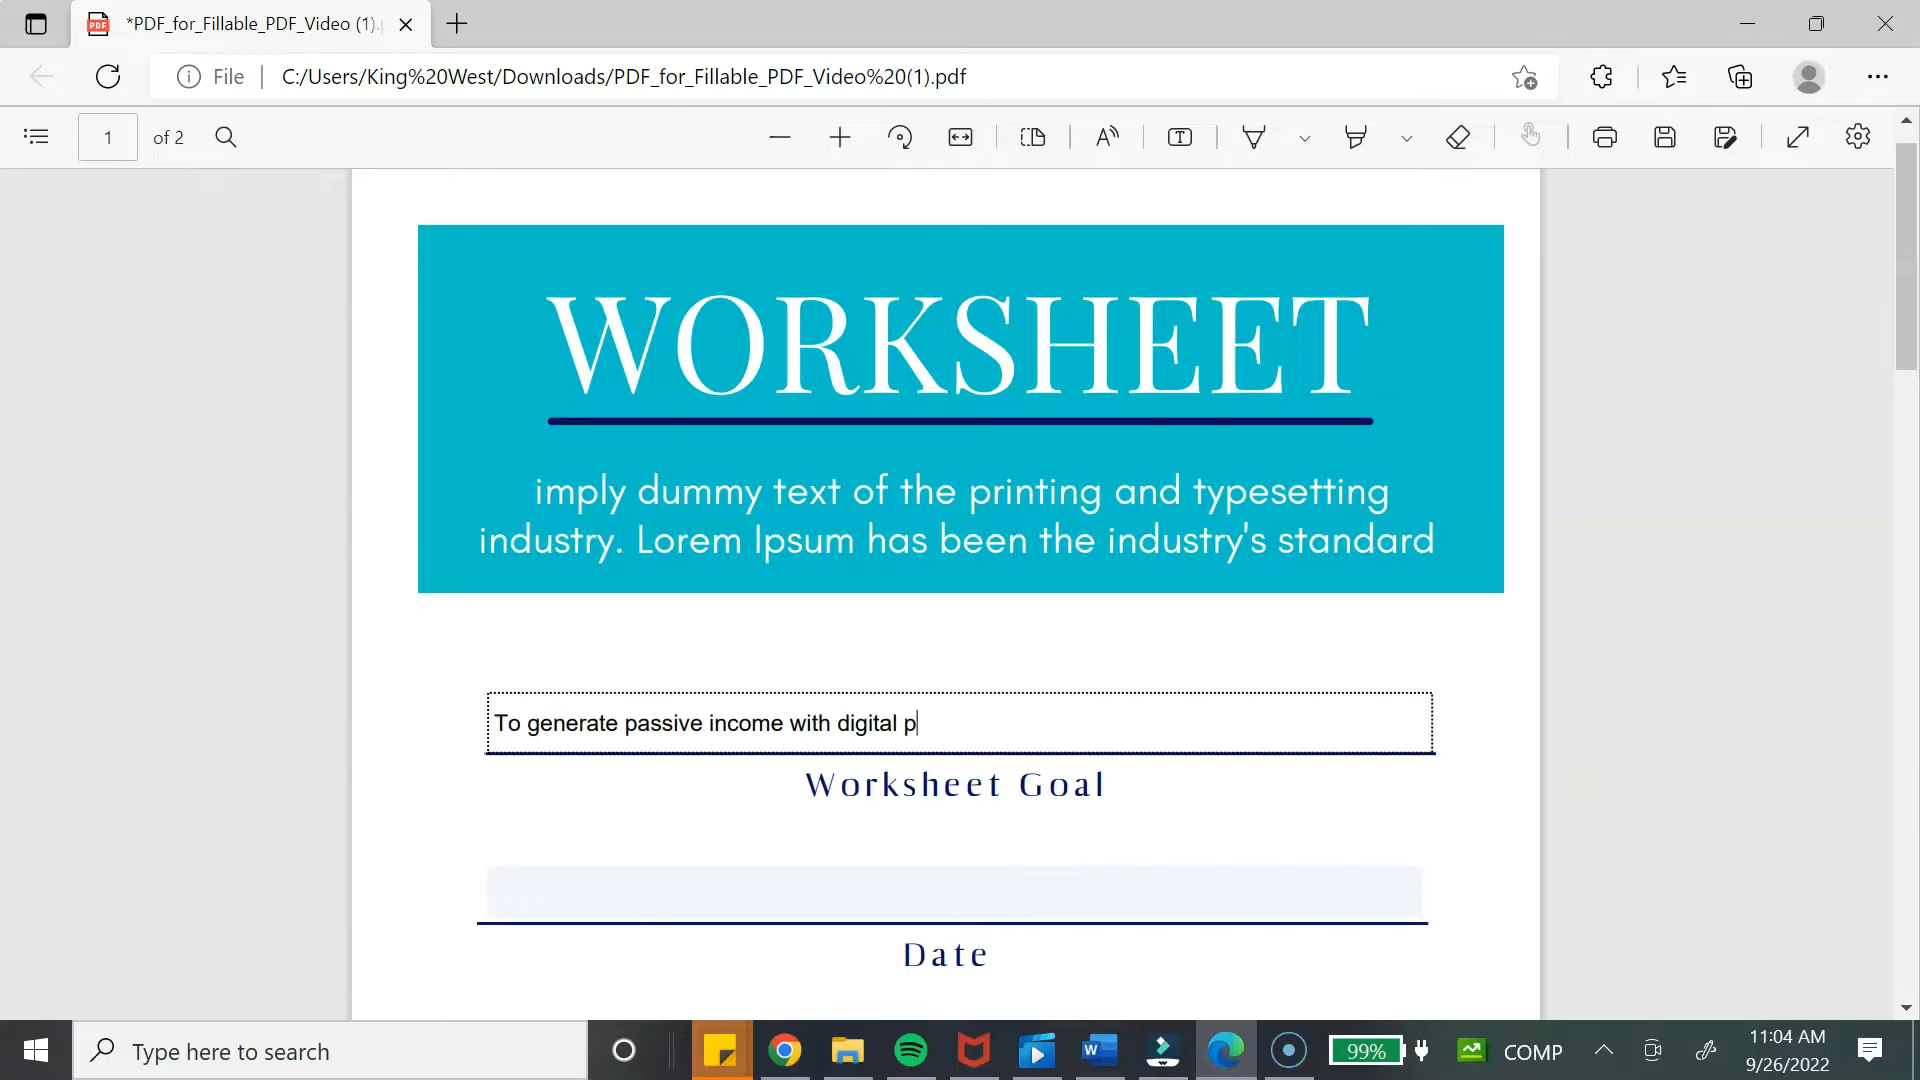 *PDF_for_Fillable_PDF_Video (1).
File
C:/Users/King%20West/Downloads/PDF_for_Fillable_PDF_Video%20(1).pdf
1 of 2
WORKSHEET
imply dummy text of the printing and typesetting
industry. Lorem Ipsum has been the industry's standard
To generate passive income with digital p
Worksheet Goal
Date
Type here to search
99%
COMP
11:04 AM
9/26/2022